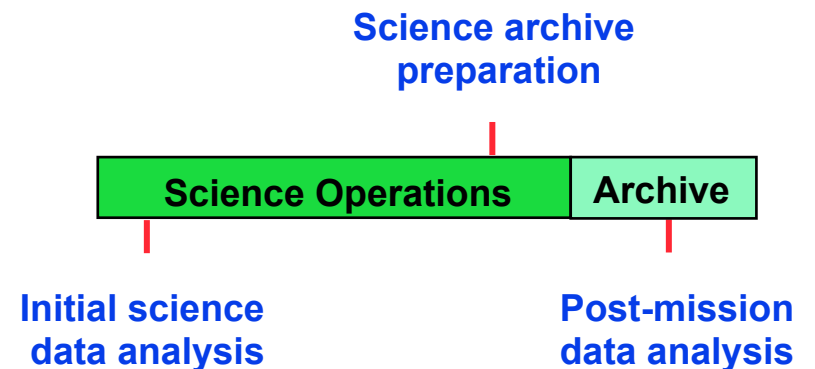 Science archive
preparation
Science Operations
Archive
Initial science
data analysis
Post-mission
data analysis